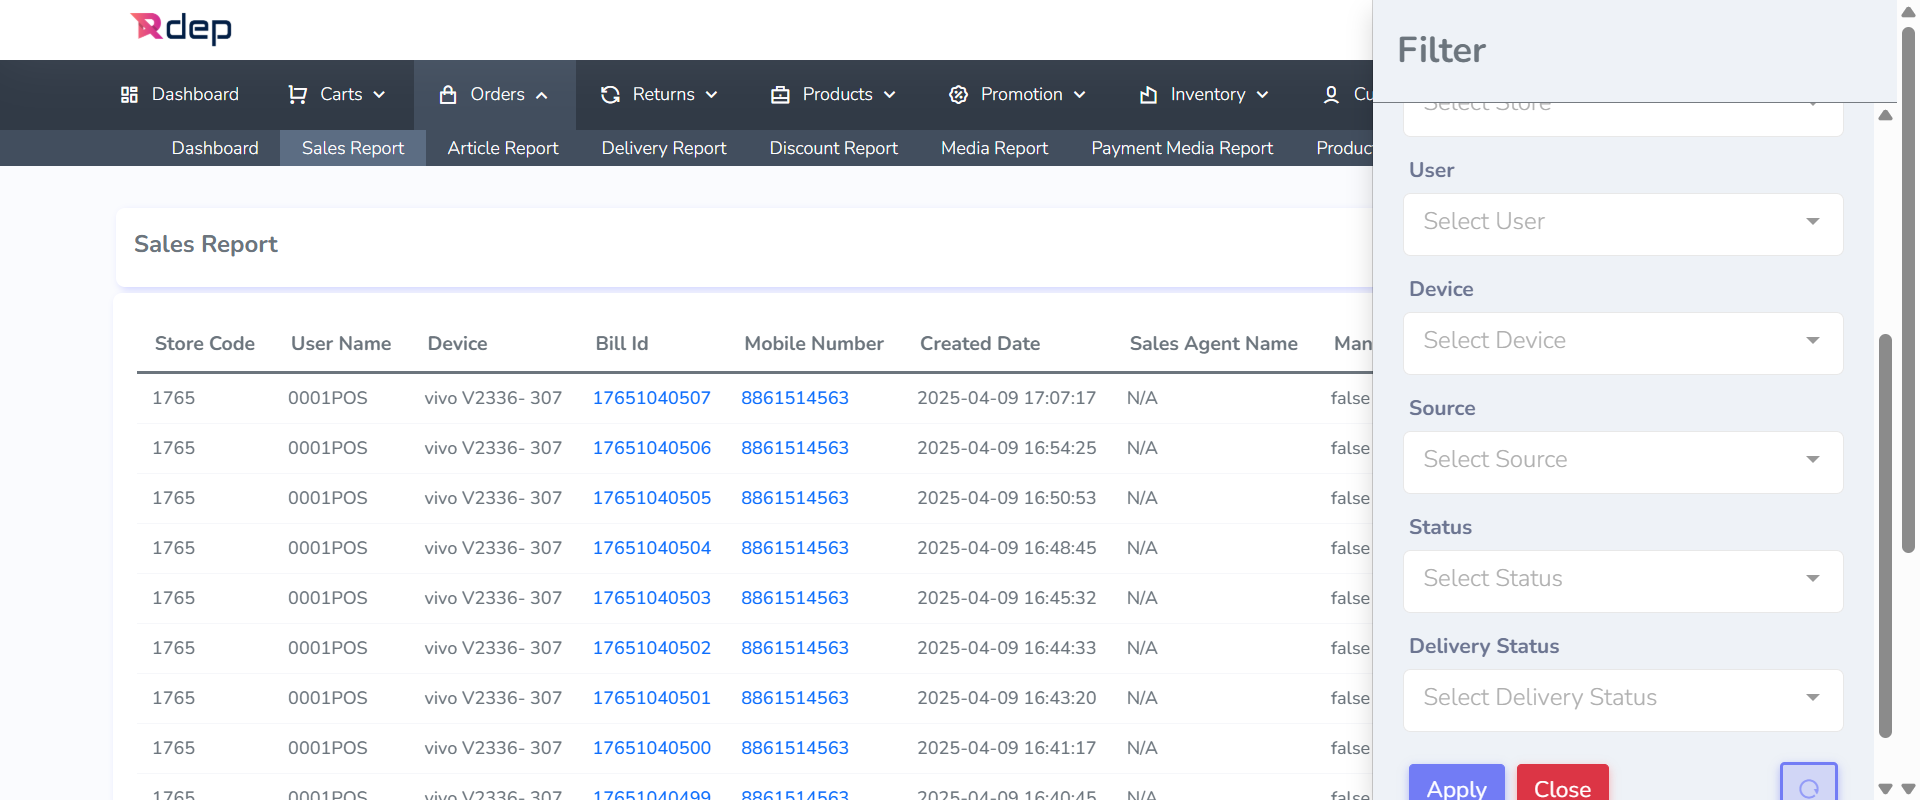 Rdep
Dashboard Carts Orders Returns Products Promotion Inventory Cu
Dashboard Sales Report Article Report Delivery Report Discount Report Media Report Payment Media Report Produc
Sales Report
Store Code User Name Device Bill Id Mobile Number Created Date Sales Agent Name Man
1765 0001POS vivo V2336- 307 17651040507 8861514563 2025-04-09 17:07:17 N/A false
1765 0001POS vivo V2336- 307 17651040506 8861514563 2025-04-09 16:54:25 N/A false
1765 0001POS vivo V2336- 307 17651040505 8861514563 2025-04-09 16:50:53 N/A false
1765 0001POS vivo V2336- 307 17651040504 8861514563 2025-04-09 16:48:45 N/A false
1765 0001POS vivo V2336- 307 17651040503 8861514563 2025-04-09 16:45:32 N/A false
1765 0001POS vivo V2336- 307 17651040502 8861514563 2025-04-09 16:44:33 N/A false
1765 0001POS vivo V2336- 307 17651040501 8861514563 2025-04-09 16:43:20 N/A false
1765 0001POS vivo V2336- 307 17651040500 8861514563 2025-04-09 16:41:17 N/A false
1765 0001POS vivo V2336- 307 17651040499 8861514563 2025-04-09 16:40:45 N/A false
Filter
Select Store
User
Select User
Device
Select Device
Source
Select Source
Status
Select Status
Delivery Status
Select Delivery Status
Apply Close